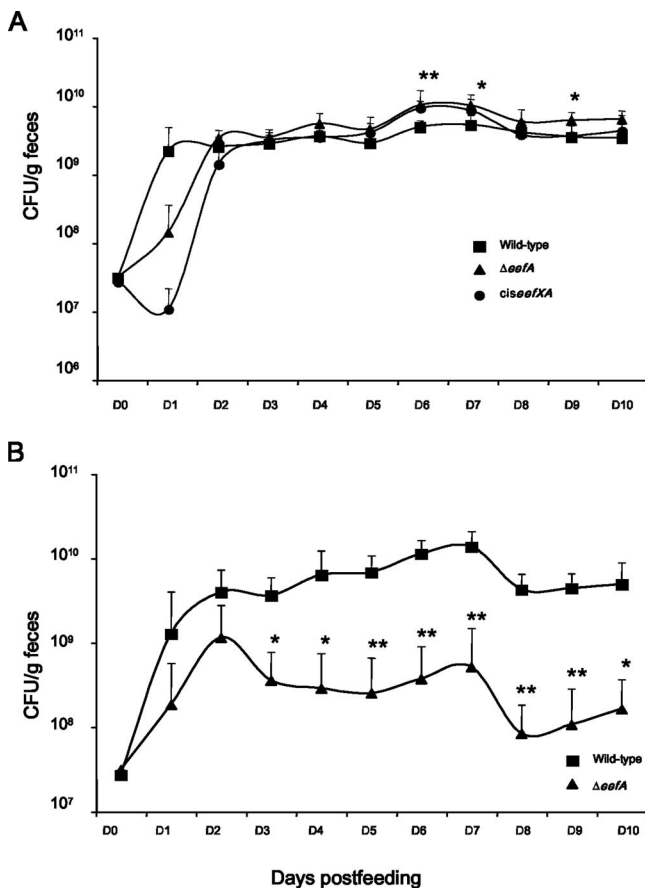 A
CFU/g feces
10¹¹
10¹⁰
10⁹
10⁸
10⁷
10⁶
** * *
Wild-type
ΔeefA
ciseefXA
D0 D1 D2 D3 D4 D5 D6 D7 D8 D9 D10
B
CFU/g feces
10¹¹
10¹⁰
10⁹
10⁸
10⁷
* * ** ** ** ** ** *
Wild-type
ΔeefA
D0 D1 D2 D3 D4 D5 D6 D7 D8 D9 D10
Days postfeeding